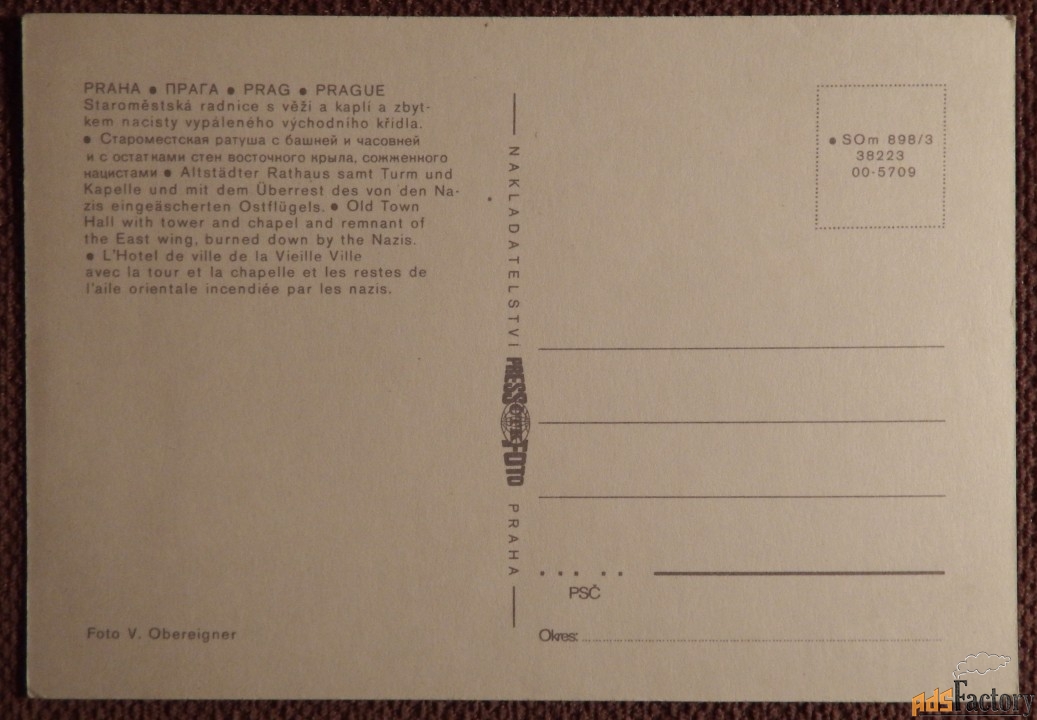 PRAHA • ПРАГА • PRAG • PRAGUE
Staroměstská radnice s věží a kaplí a zbyt-
kem nacisty vypáleného východního křídla.
• Староместская ратуша с башней и часовней
и с остатками стен восточного крыла, сожженного
нацистами • Altstädter Rathaus samt Turm und
Kapelle und mit dem Überrest des von den Na-
zis eingeäscherten Ostflügels. • Old Town
Hall with tower and chapel and remnant of
the East wing, burned down by the Nazis.
• L'Hotel de ville de la Vieille Ville
avec la tour et la chapelle et les restes de
l'aile orientale incendiée par les nazis.
Foto V. Obereigner
NAKLADATELSTVI PRESSFOTO PRAHA
• SOm 898/3
38223
00-5709
PSČ
Okres:
adsFactory